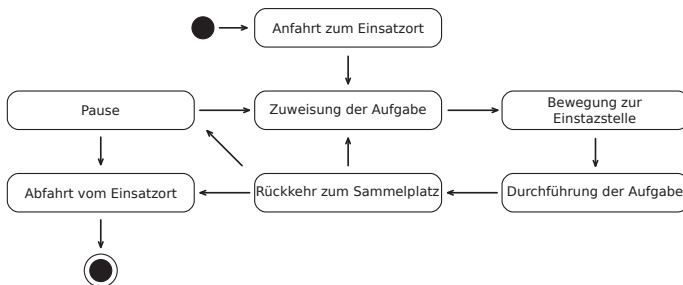 Anfahrt zum Einsatzort
Pause
Zuweisung der Aufgabe
Bewegung zur
Einstazstelle
Abfahrt vom Einsatzort
Rückkehr zum Sammelplatz
Durchführung der Aufgabe